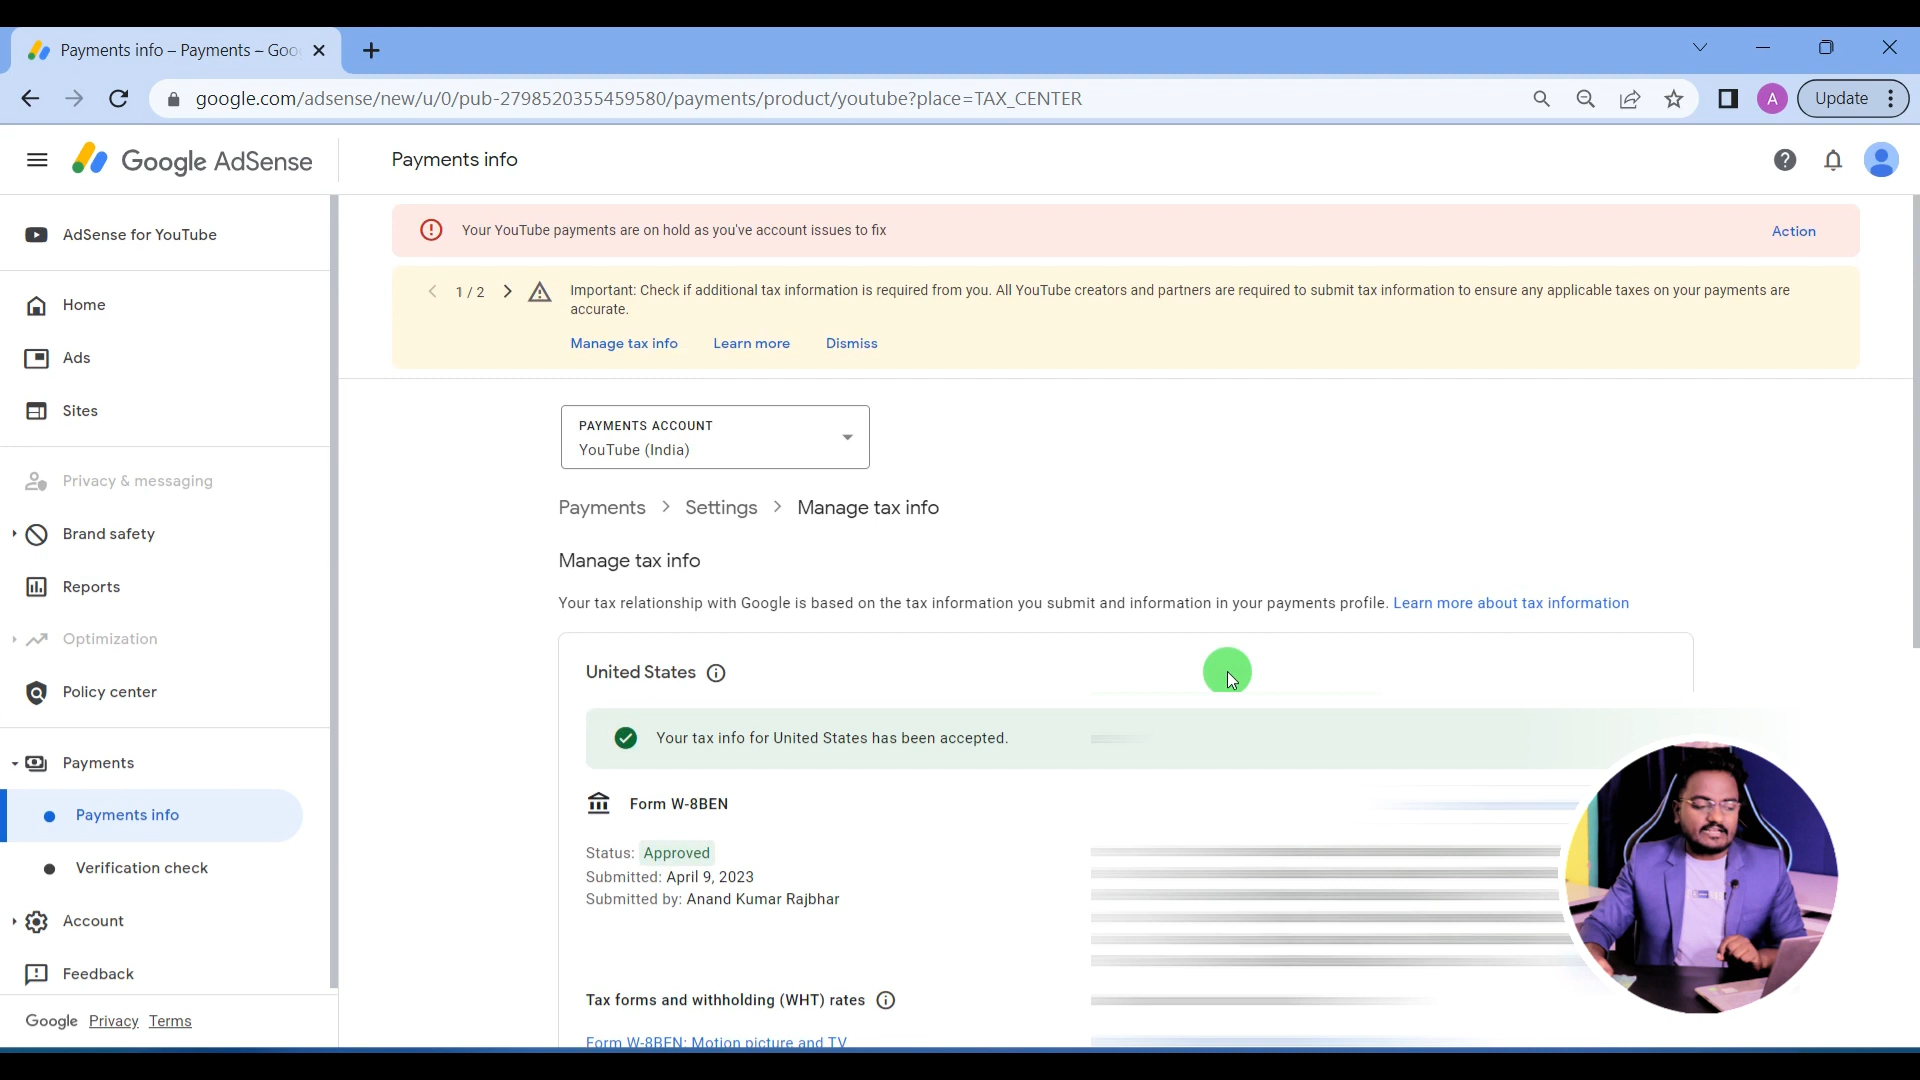 Payments info – Payments – Goo
google.com/adsense/new/u/0/pub-2798520355459580/payments/product/youtube?place=TAX_CENTER
A
Update
Google AdSense
Payments info
AdSense for YouTube
Home
Ads
Sites
Privacy & messaging
Brand safety
Reports
Optimization
Policy center
Payments
Payments info
Verification check
Account
Feedback
Google Privacy Terms
Your YouTube payments are on hold as you've account issues to fix
Action
1 / 2
Important: Check if additional tax information is required from you. All YouTube creators and partners are required to submit tax information to ensure any applicable taxes on your payments are
accurate.
Manage tax info Learn more Dismiss
PAYMENTS ACCOUNT
YouTube (India)
Payments > Settings > Manage tax info
Manage tax info
Your tax relationship with Google is based on the tax information you submit and information in your payments profile. Learn more about tax information
United States
Your tax info for United States has been accepted.
Form W-8BEN
Status: Approved
Submitted: April 9, 2023
Submitted by: Anand Kumar Rajbhar
Tax forms and withholding (WHT) rates
Form W-8BEN: Motion picture and TV